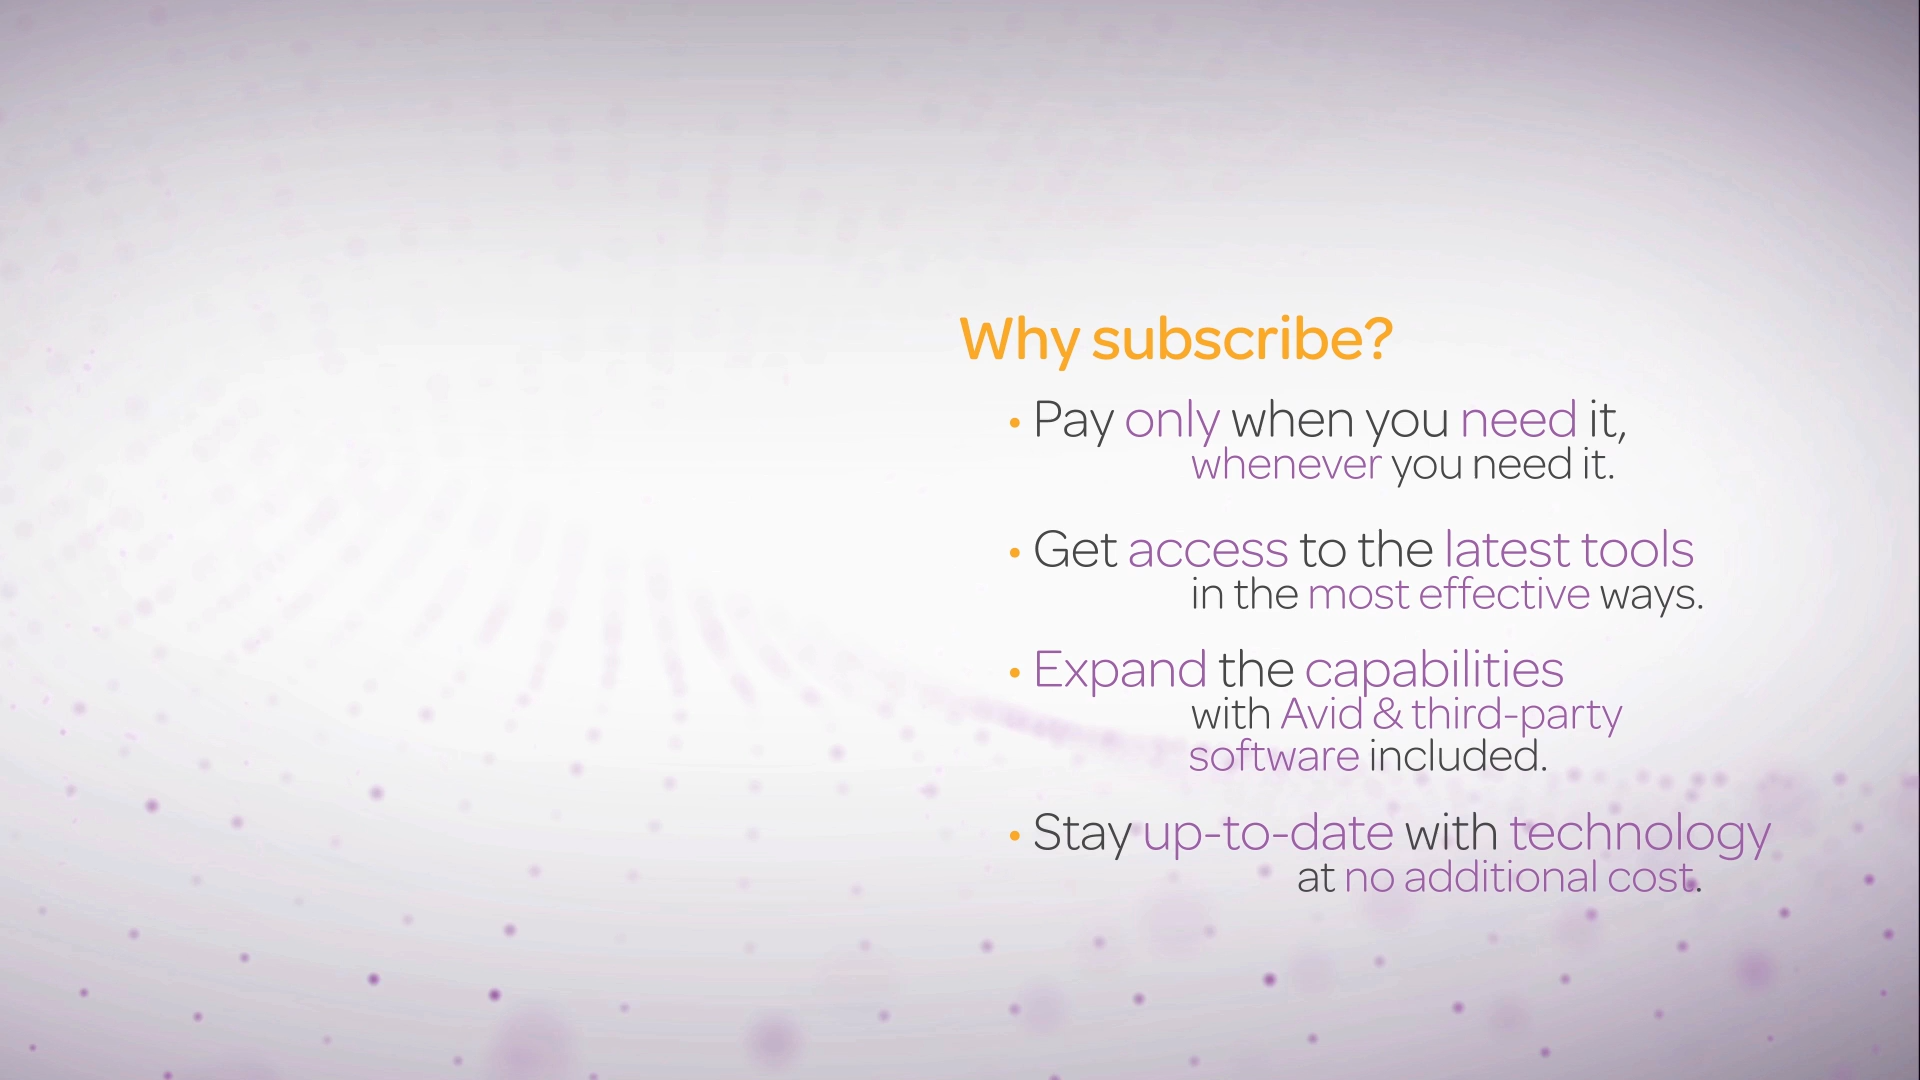 Why subscribe?
• Pay only when you need it,
whenever you need it.
• Get access to the latest tools
in the most effective ways.
• Expand the capabilities
with Avid & third-party
software included.
• Stay up-to-date with technology
at no additional cost.